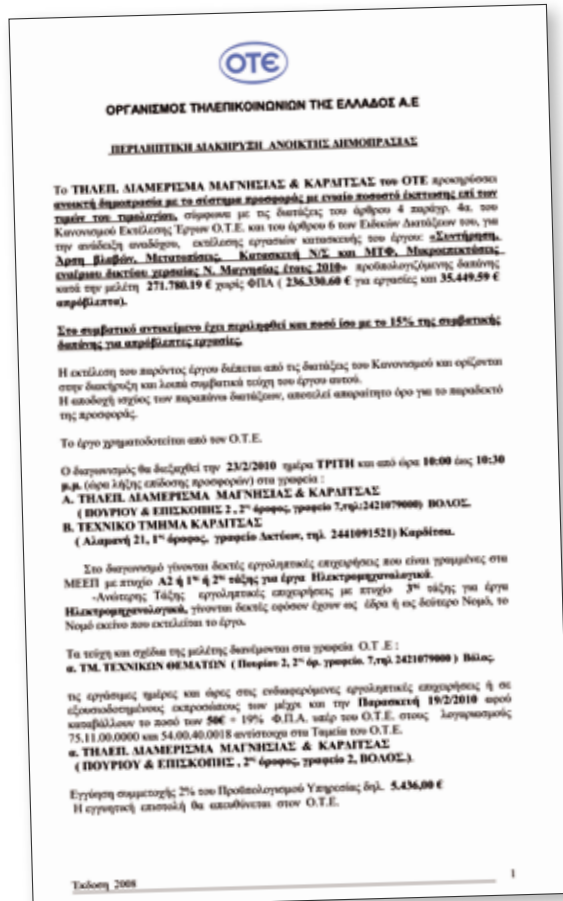 ΟΤΕ
ΟΡΓΑΝΙΣΜΟΣ ΤΗΛΕΠΙΚΟΙΝΩΝΙΩΝ ΤΗΣ ΕΛΛΑΔΟΣ Α.Ε
ΠΕΡΙΛΗΠΤΙΚΗ ΔΙΑΚΗΡΥΞΗ ΑΝΟΙΚΤΗΣ ΔΗΜΟΠΡΑΣΙΑΣ
Το ΤΗΛΕΠ. ΔΙΑΜΕΡΙΣΜΑ ΜΑΓΝΗΣΙΑΣ & ΚΑΡΔΙΤΣΑΣ του ΟΤΕ προκηρύσσει
ανοικτή δημοπρασία με το σύστημα προσφοράς με ενιαίο ποσοστό έκπτωσης επί των
τιμών του τιμολογίου, σύμφωνα με τις διατάξεις του άρθρου 4 παράγρ. 4α. του
Κανονισμού Εκτέλεσης Έργων Ο.Τ.Ε. και του άρθρου 6 των Ειδικών Διατάξεων του, για
την ανάδειξη αναδόχου, εκτέλεσης εργασιών κατασκευής του έργου: «Συντήρηση,
Άρση βλαβών, Μετατοπίσεις, Κατασκευή Ν/Σ και ΜΤΦ, Μικροεπεκτάσεις
εναέριου δικτύου χερσαίας Ν. Μαγνησίας έτους 2010» προϋπολογιζόμενης δαπάνης
κατά την μελέτη 271.780,19 € χωρίς ΦΠΑ ( 236.330,60 € για εργασίες και 35.449,59 €
απρόβλεπτα).
Στο συμβατικό αντικείμενο έχει περιληφθεί και ποσό ίσο με το 15% της συμβατικής
δαπάνης για απρόβλεπτες εργασίες.
Η εκτέλεση του παρόντος έργου διέπεται από τις διατάξεις του Κανονισμού και ορίζονται
στην διακήρυξη και λοιπά συμβατικά τεύχη του έργου αυτού.
Η αποδοχή ισχύος των παραπάνω διατάξεων, αποτελεί απαραίτητο όρο για το παραδεκτό
της προσφοράς.
Το έργο χρηματοδοτείται από τον Ο.Τ.Ε.
Ο διαγωνισμός θα διεξαχθεί την 23/2/2010 ημέρα ΤΡΙΤΗ και από ώρα 10:00 έως 10:30
μ.μ. (ώρα λήξης επίδοσης προσφορών) στα γραφεία :
Α. ΤΗΛΕΠ. ΔΙΑΜΕΡΙΣΜΑ ΜΑΓΝΗΣΙΑΣ & ΚΑΡΔΙΤΣΑΣ
( ΠΟΥΡΙΟΥ & ΕΠΙΣΚΟΠΗΣ 2 , 2ος όροφος, γραφείο 7,τηλ:2421079000) ΒΟΛΟΣ.
Β. ΤΕΧΝΙΚΟ ΤΜΗΜΑ ΚΑΡΔΙΤΣΑΣ
( Αλαμανή 21, 1ος όροφος, γραφείο Δικτύων, τηλ. 2441091521) Καρδίτσα.
Στο διαγωνισμό γίνονται δεκτές εργοληπτικές επιχειρήσεις που είναι γραμμένες στα
ΜΕΕΠ με πτυχίο Α2 ή 1ης ή 2ης τάξης για έργα Ηλεκτρομηχανολογικά.
-Ανώτερης Τάξης εργοληπτικές επιχειρήσεις με πτυχίο 3ης τάξης για έργα
Ηλεκτρομηχανολογικά, γίνονται δεκτές εφόσον έχουν ως έδρα ή ως δεύτερο Νομό, το
Νομό εκείνο που εκτελείται το έργο.
Τα τεύχη και σχέδια της μελέτης διανέμονται στα γραφεία Ο.Τ .Ε :
α. ΤΜ. ΤΕΧΝΙΚΩΝ ΘΕΜΑΤΩΝ ( Πουρίου 2, 2ος όρ. γραφείο. 7,τηλ 2421079000 ) Βόλος.
τις εργάσιμες ημέρες και ώρες στις ενδιαφερόμενες εργοληπτικές επιχειρήσεις ή σε
εξουσιοδοτημένους εκπροσώπους των μέχρι και την Παρασκευή 19/2/2010 αφού
καταβάλλουν το ποσό των 50€ + 19% Φ.Π.Α. υπέρ του Ο.Τ.Ε. στους λογαριασμούς
75.11.00.0000 και 54.00.40.0018 αντίστοιχα στα Ταμεία του Ο.Τ.Ε.
α. ΤΗΛΕΠ. ΔΙΑΜΕΡΙΣΜΑ ΜΑΓΝΗΣΙΑΣ & ΚΑΡΔΙΤΣΑΣ
( ΠΟΥΡΙΟΥ & ΕΠΙΣΚΟΠΗΣ , 2ος όροφος, γραφείο 2, ΒΟΛΟΣ.).
Εγγύηση συμμετοχής 2% του Προϋπολογισμού Υπηρεσίας δηλ. 5.436,00 €
Η εγγυητική επιστολή θα απευθύνεται στον Ο.Τ.Ε.
Έκδοση 2008
1